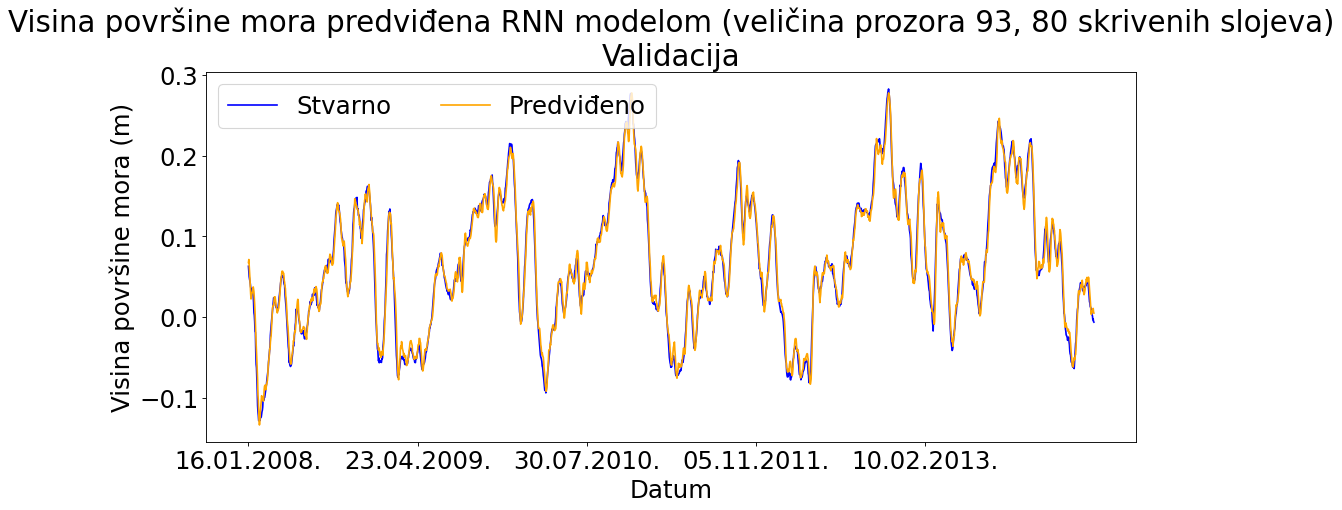 Visina površine mora predviđena RNN modelom (veličina prozora 93, 80 skrivenih slojeva)
Validacija
Stvarno
Predviđeno
Visina površine mora (m)
0.3
0.2
0.1
0.0
−0.1
16.01.2008.
23.04.2009.
30.07.2010.
05.11.2011.
10.02.2013.
Datum